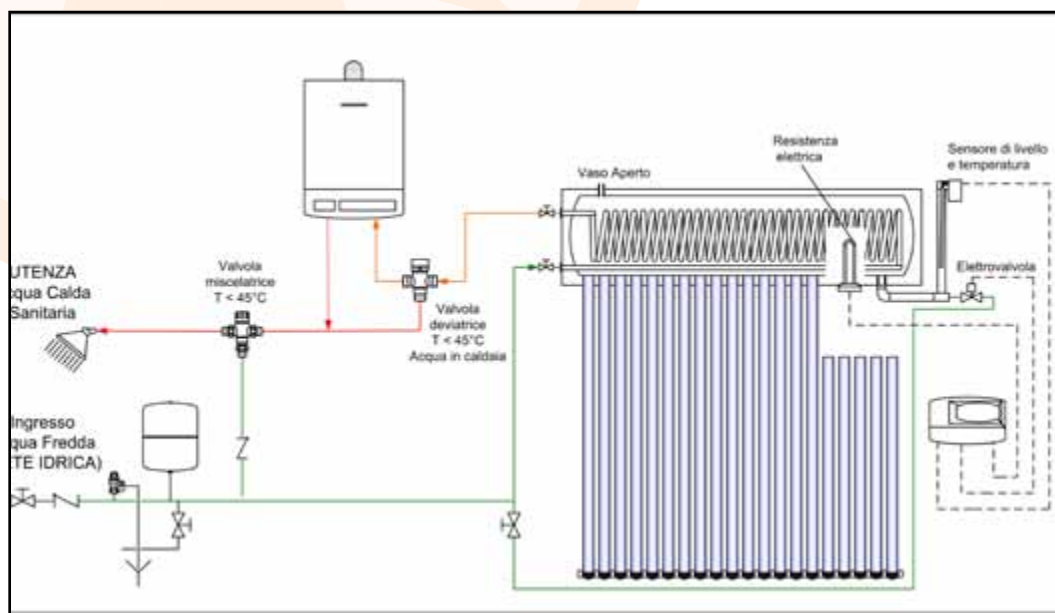 Resistenza
elettrica
Sensore di livello
e temperatura
Vaso Aperto
Elettrovalvola
UTENZA
cqua Calda
Sanitaria
Valvola
miscelatrice
T < 45°C
Valvola
deviatrice
T < 45°C
Acqua in caldaia
Ingresso
qua Fredda
TE IDRICA)